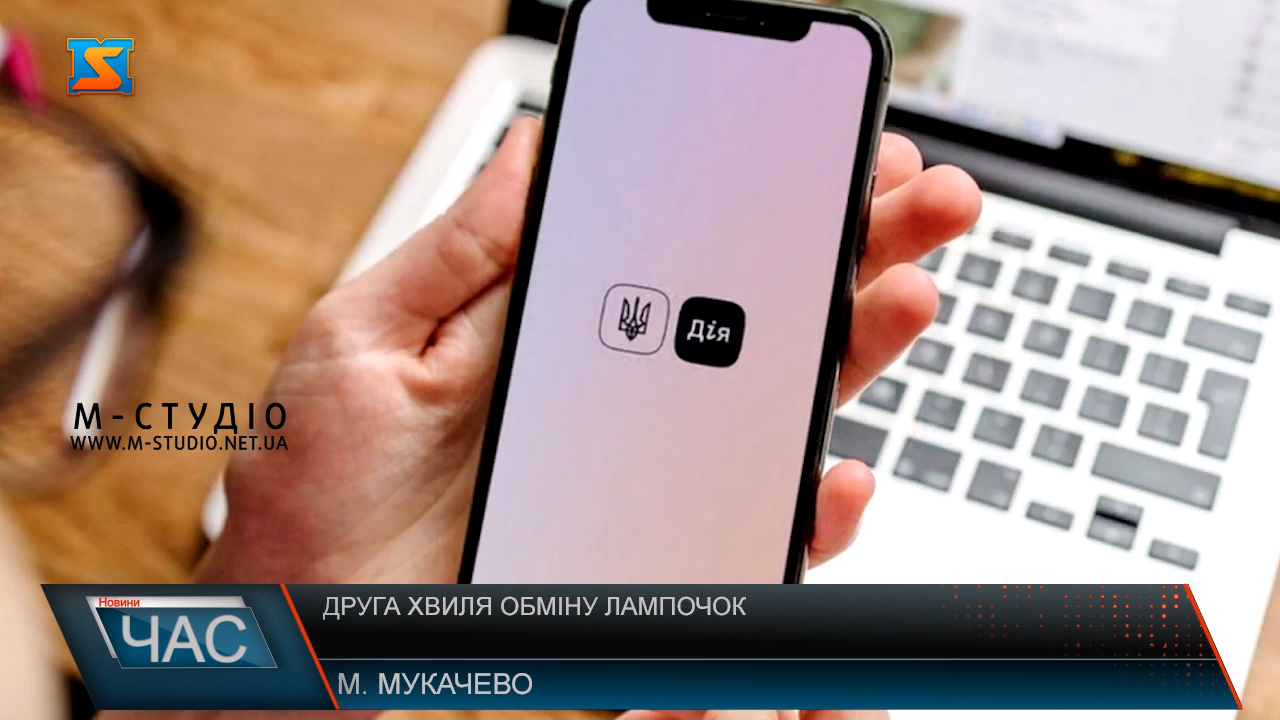 Дія
М-СТУДІО
WWW.M-STUDIO.NET.UA
Новини
ЧАС
ДРУГА ХВИЛЯ ОБМІНУ ЛАМПОЧОК
М. МУКАЧЕВО